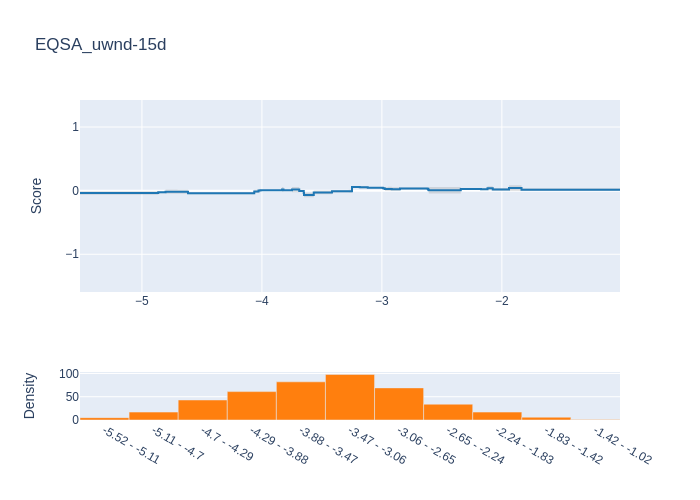 EQSA_uwnd-15d
1
0
−1
Score
−5
−4
−3
−2
100
50
0
Density
-5.52 - -5.11
-5.11 - -4.7
-4.7 - -4.29
-4.29 - -3.88
-3.88 - -3.47
-3.47 - -3.06
-3.06 - -2.65
-2.65 - -2.24
-2.24 - -1.83
-1.83 - -1.42
-1.42 - -1.02